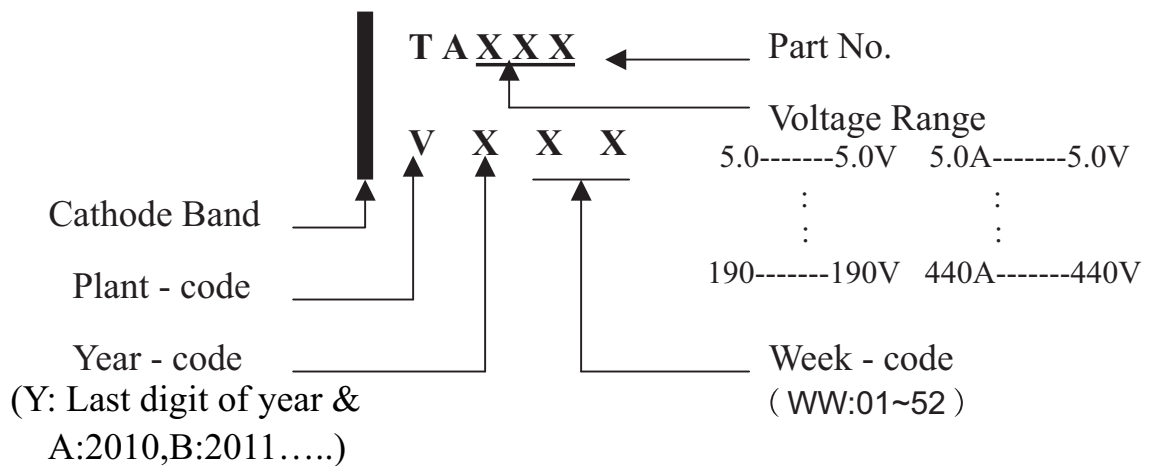 T A X X X
Part No.
Voltage Range
V X X X
5.0-------5.0V 5.0A-------5.0V
: :
: :
190-------190V 440A-------440V
Cathode Band
Plant - code
Year - code
(Y: Last digit of year &
A:2010,B:2011…..)
Week - code
（WW:01~52）